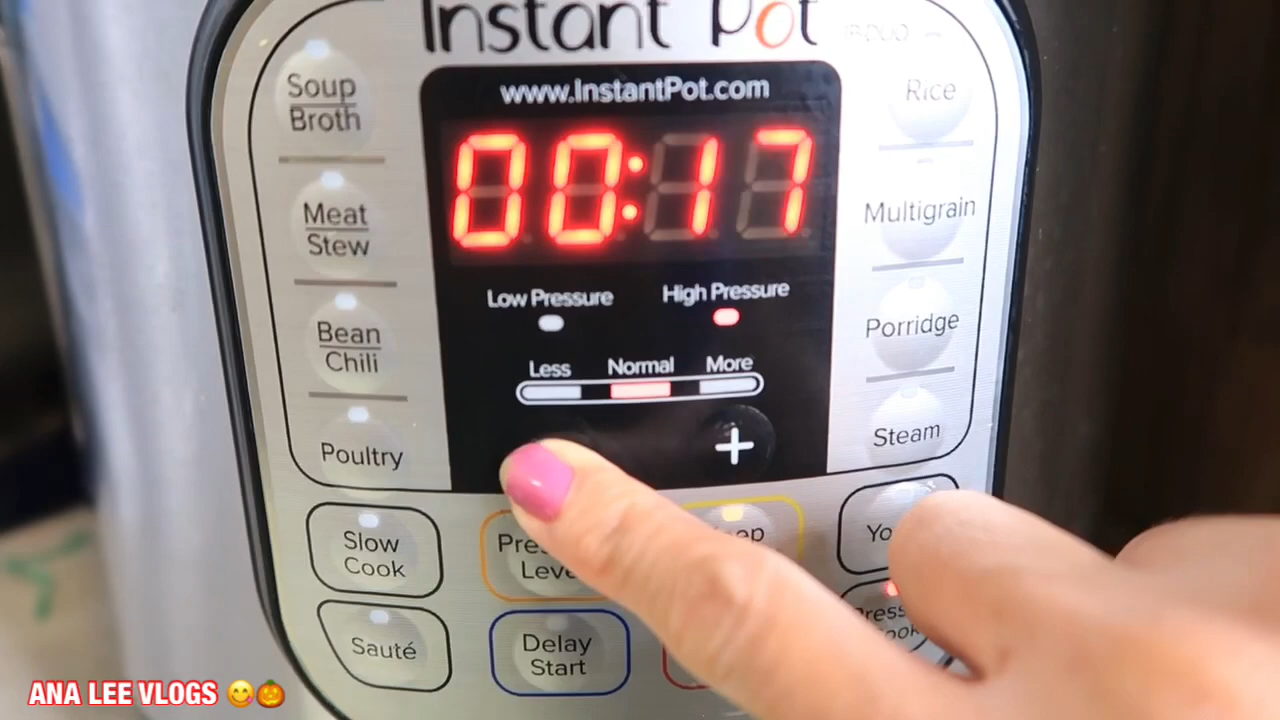 Instant Pot
www.InstantPot.com
00:17
Low Pressure
High Pressure
Less
Normal
More
+
Soup
Broth
Meat
Stew
Bean
Chili
Poultry
Slow
Cook
Sauté
Delay
Start
Rice
Multigrain
Porridge
Steam
ANA LEE VLOGS 😋🎃